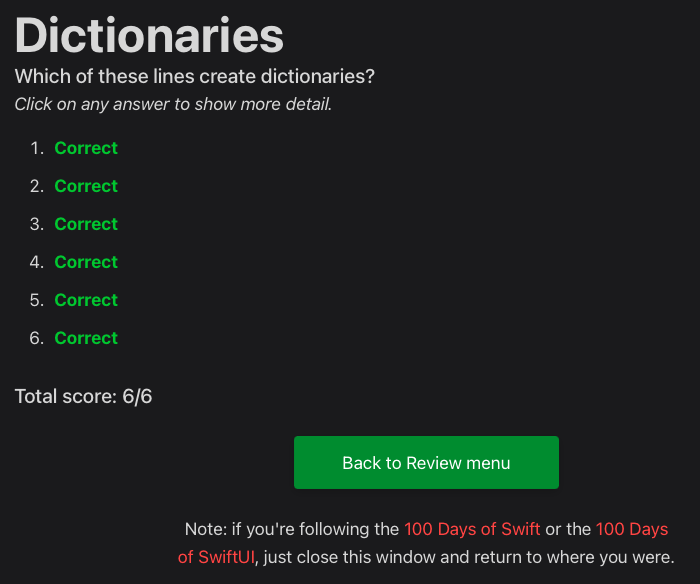 Dictionaries
Which of these lines create dictionaries?
Click on any answer to show more detail.
1. Correct
2. Correct
3. Correct
4. Correct
5. Correct
6. Correct
Total score: 6/6
Back to Review menu
Note: if you're following the 100 Days of Swift or the 100 Days
of SwiftUI, just close this window and return to where you were.